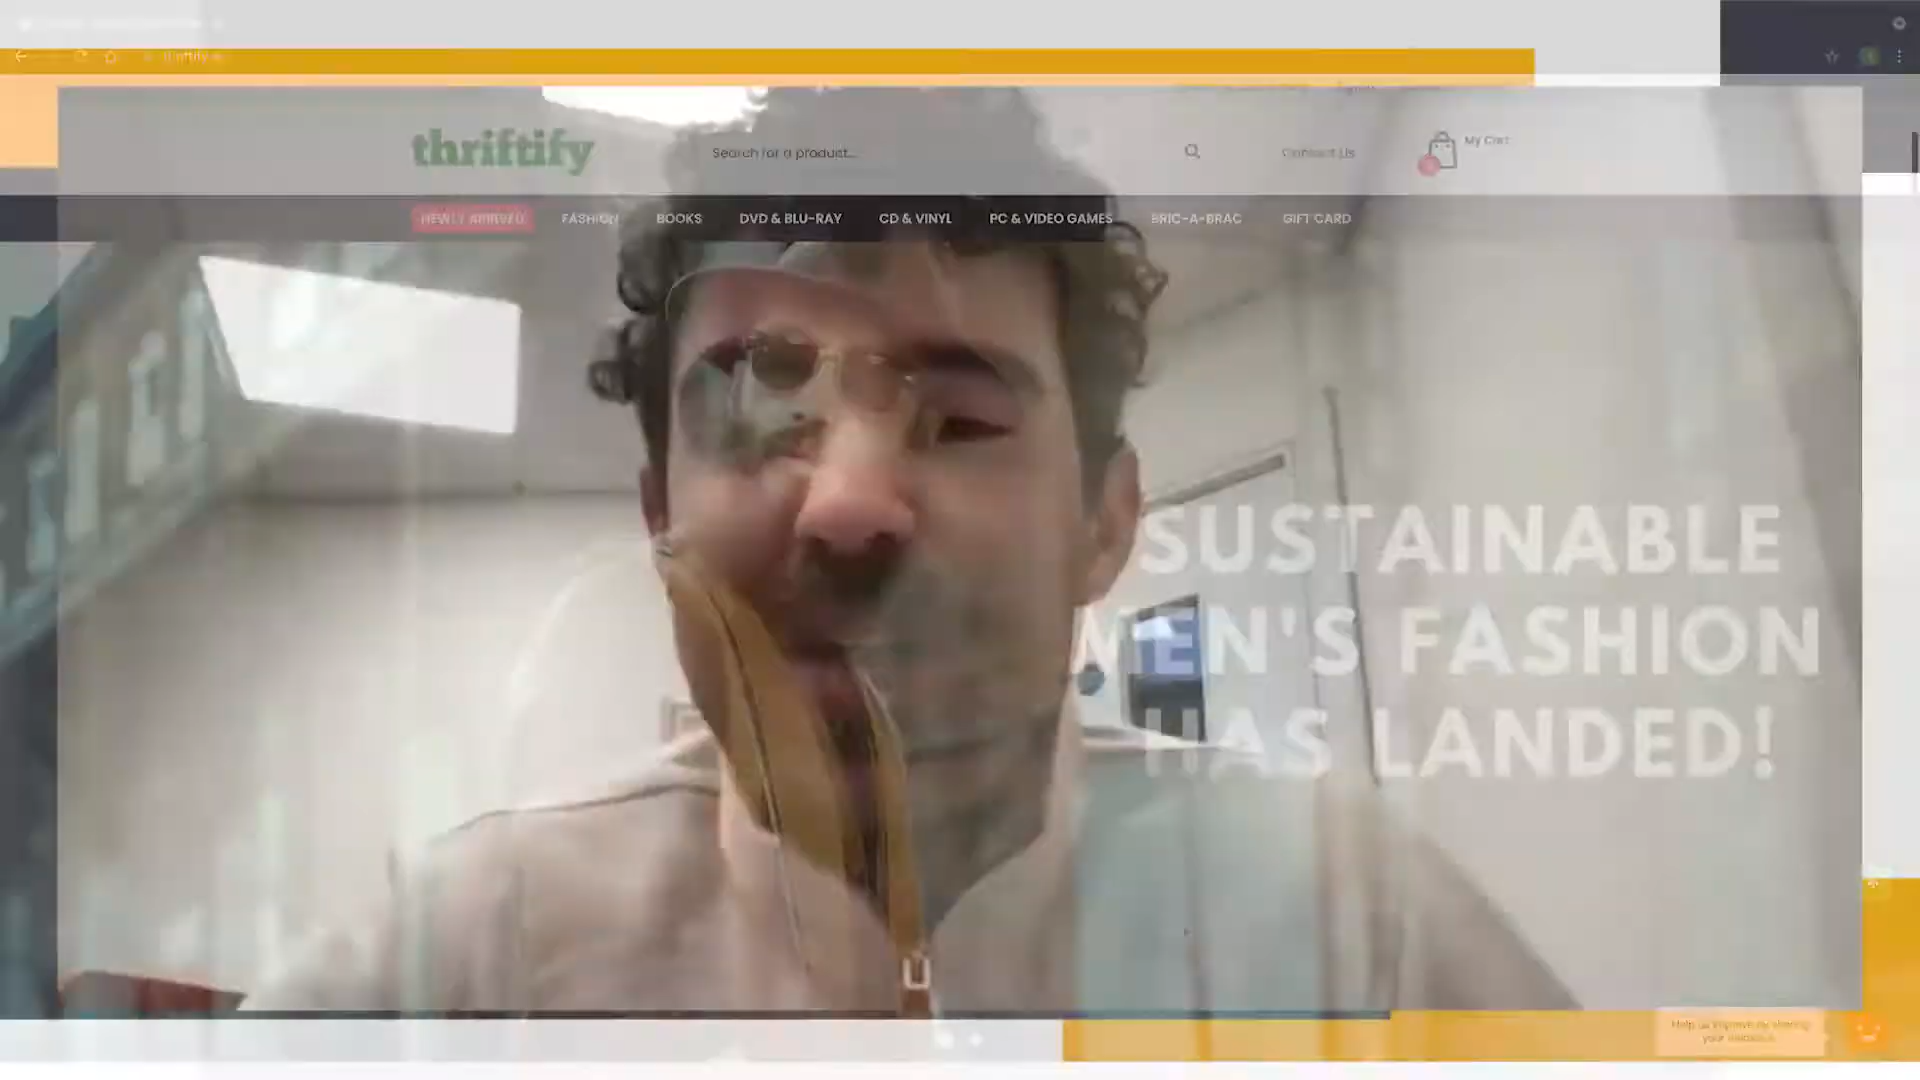 thriftify
Search for a product...
Contact Us
My Cart
NEWLY ARRIVED
FASHION
BOOKS
DVD & BLU-RAY
CD & VINYL
PC & VIDEO GAMES
BRIC-A-BRAC
GIFT CARD
SUSTAINABLE
MEN'S FASHION
HAS LANDED!
Help us improve by sharing
your